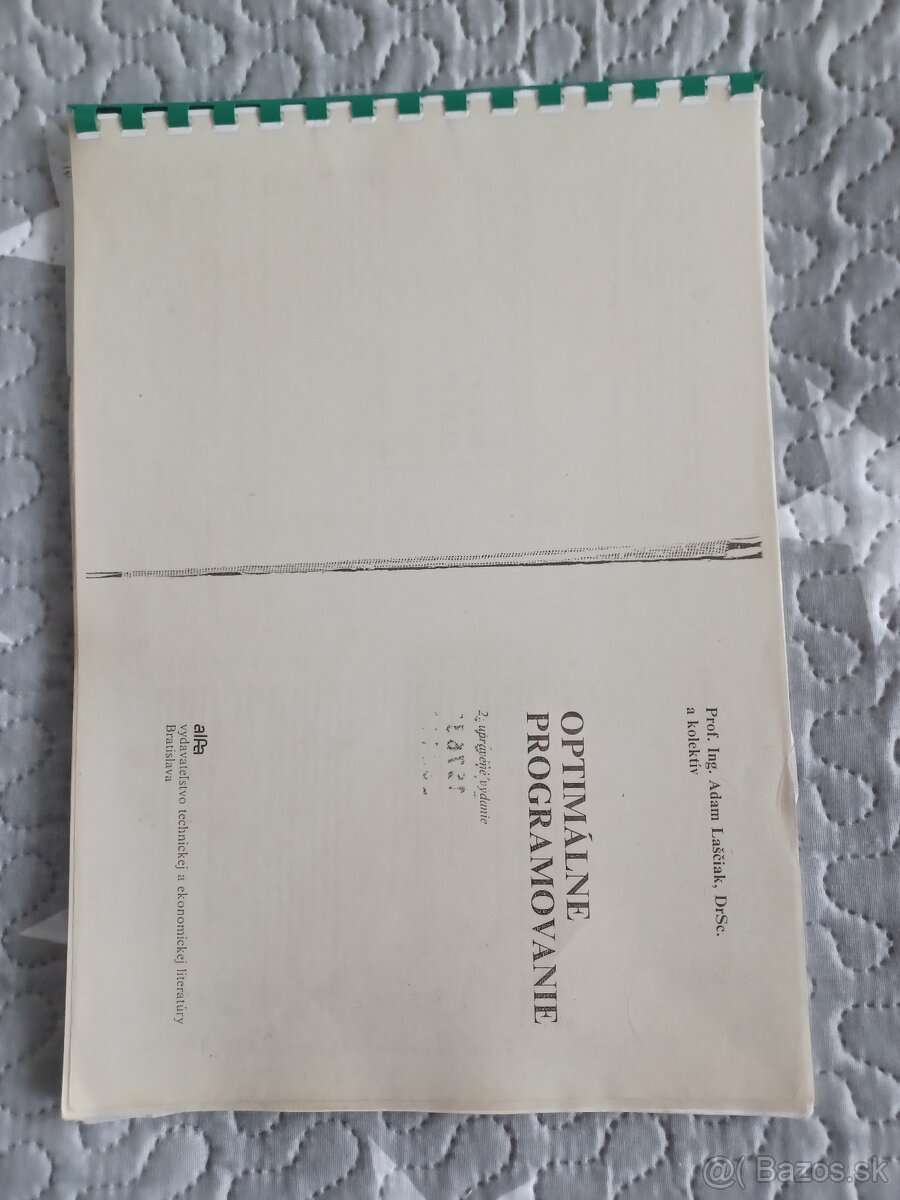 Prof. Ing. Adam Laščiak, DrSc.
a kolektív
OPTIMÁLNE
PROGRAMOVANIE
2., upravené vydanie
alfa
vydavateľstvo technickej a ekonomickej literatúry
Bratislava
@( Bazos.sk